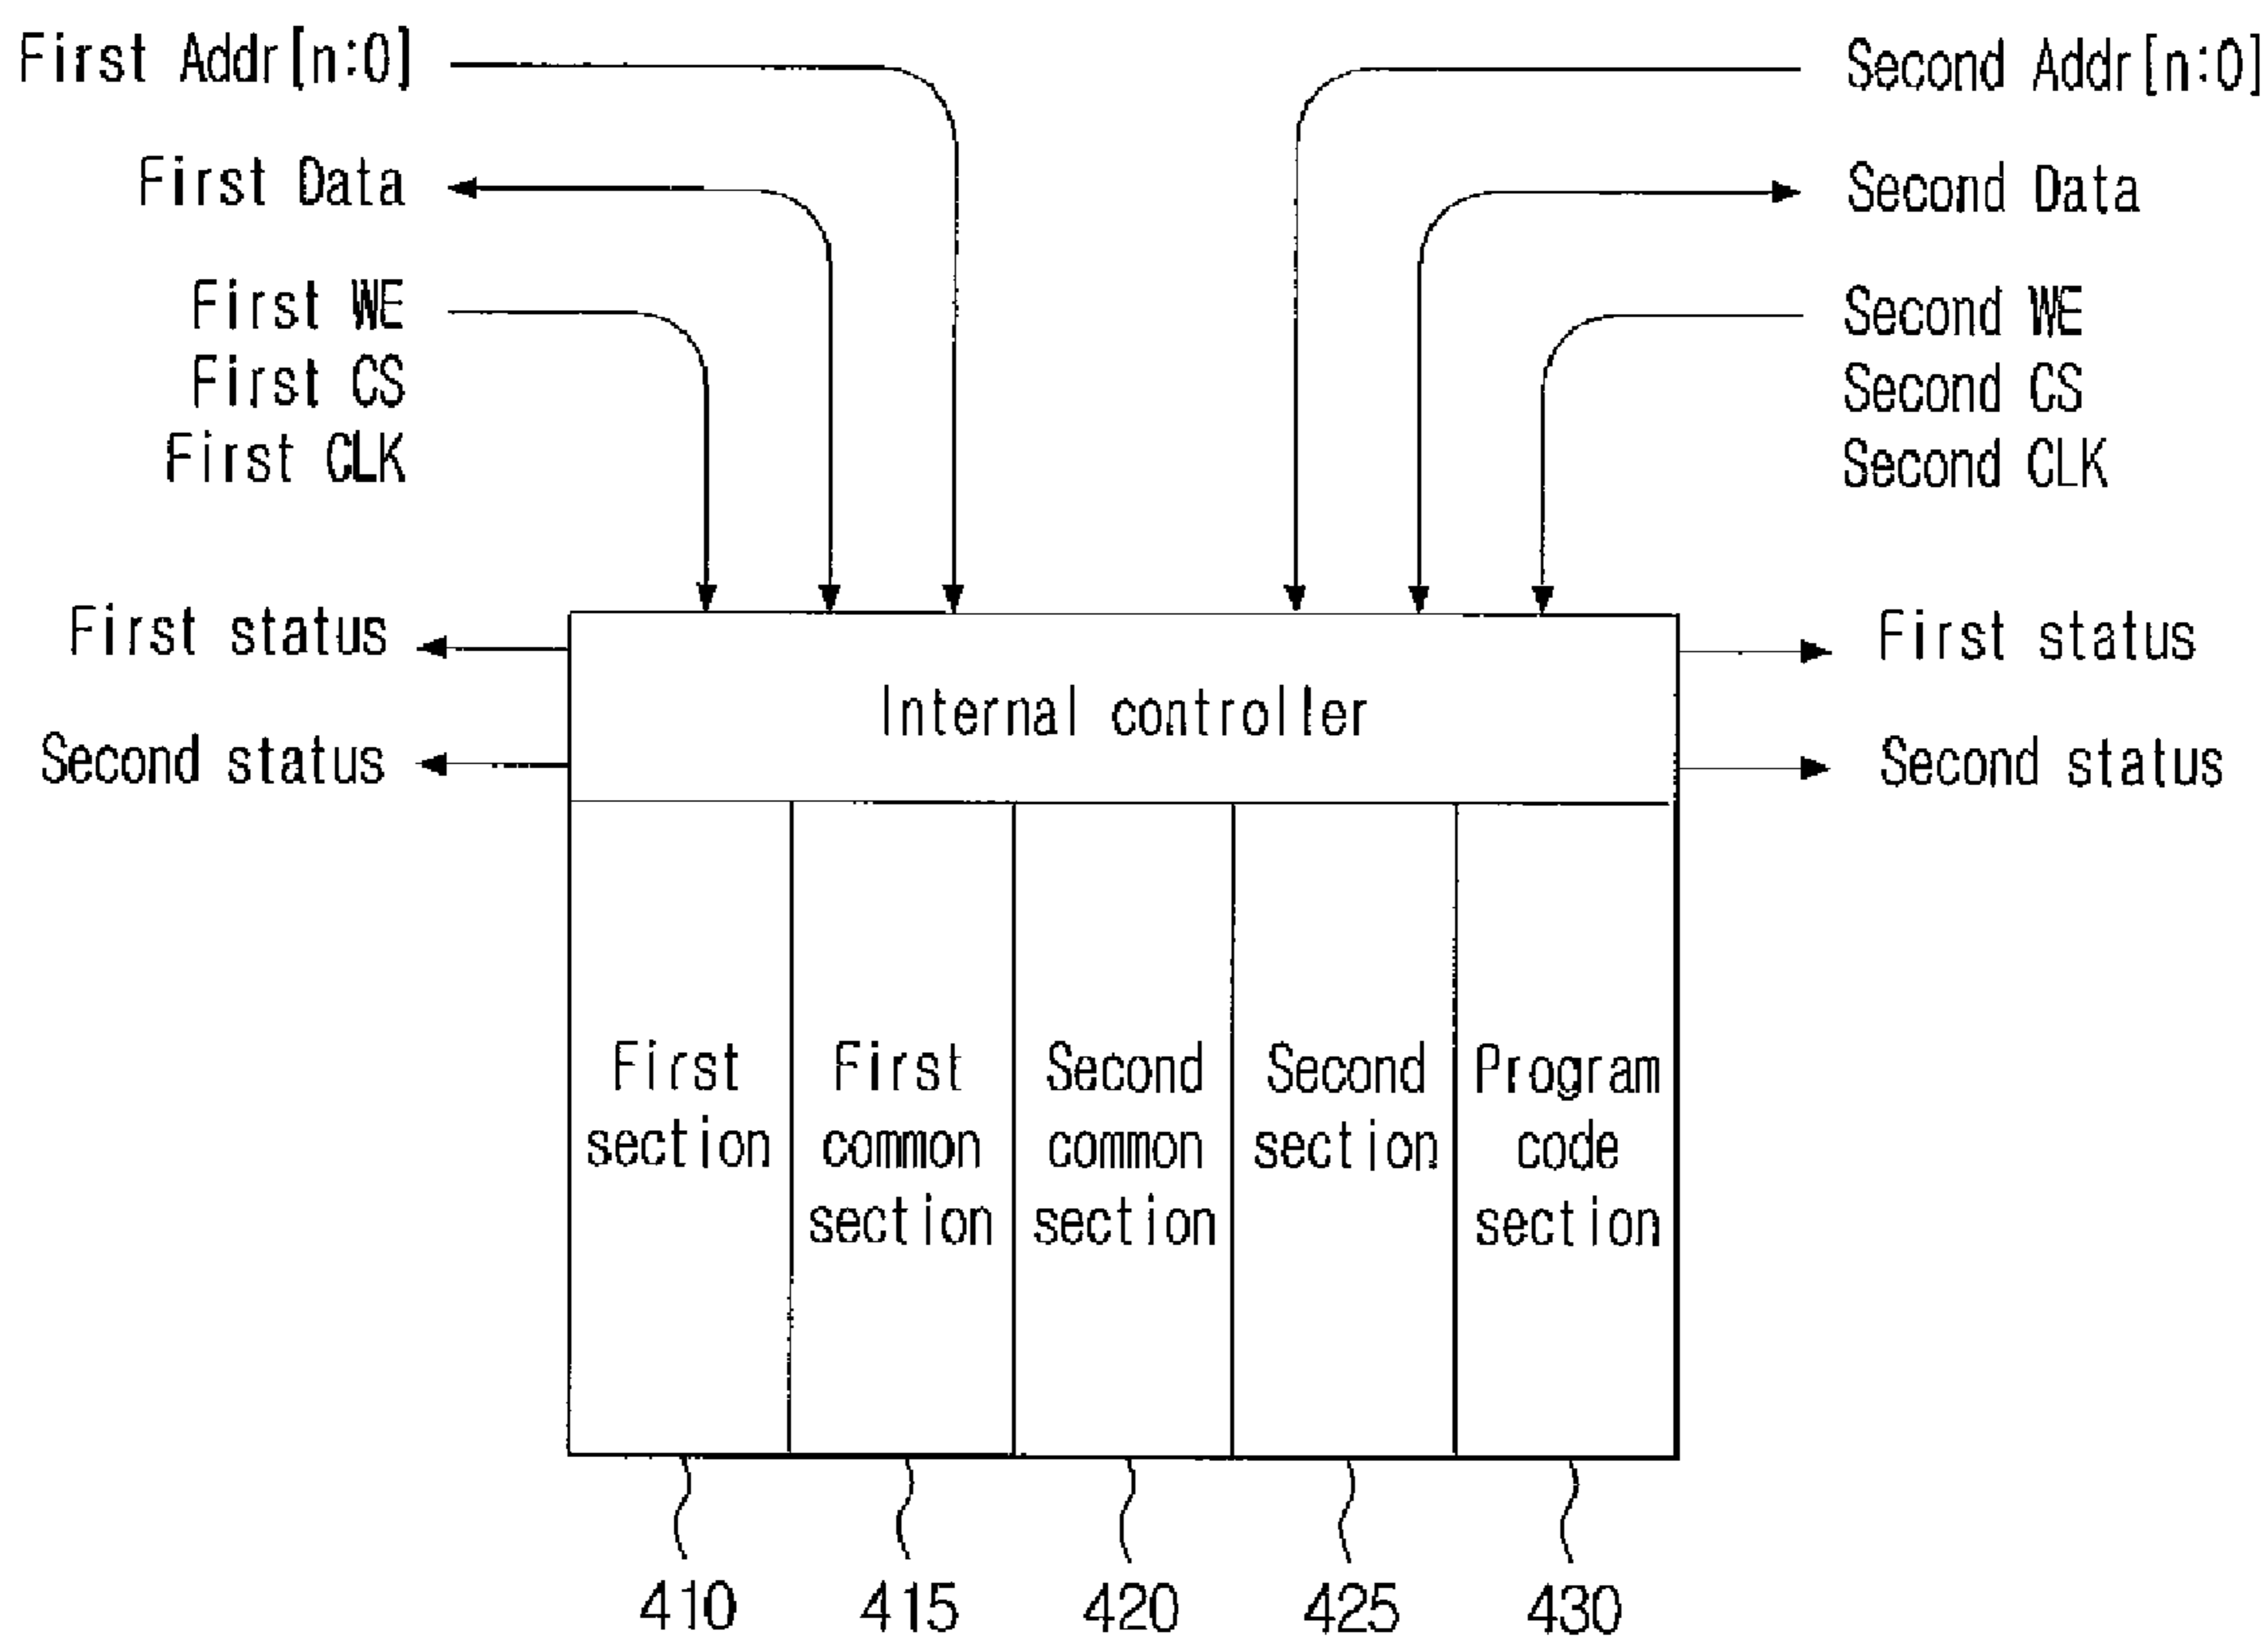 First Addr[n:0]
Second Addr[n:0]
First Data
Second Data
First WE
First CS
First CLK
Second WE
Second CS
Second CLK
First status
First status
Internal controller
Second status
Second status
First
section
First
common
section
Second
common
section
Second
section
Program
code
section
410
415
420
425
430